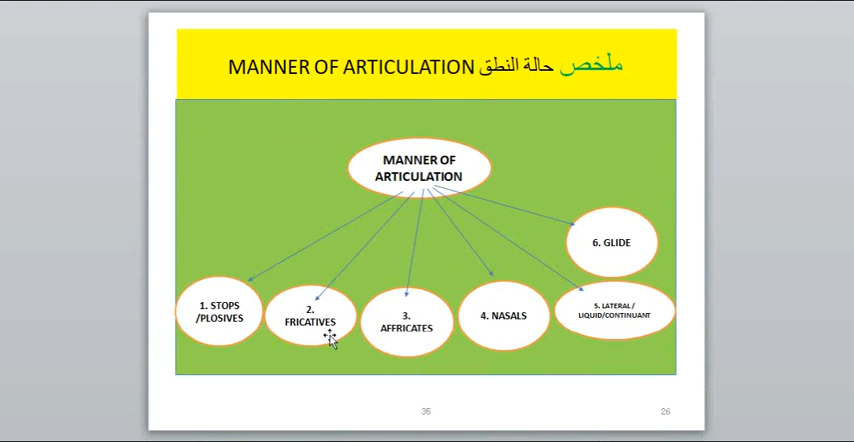 MANNER OF ARTICULATION ملخص حالة النطق
MANNER OF
ARTICULATION
6. GLIDE
1. STOPS
/PLOSIVES
2.
FRICATIVES
3.
AFFRICATES
4. NASALS
5. LATERAL /
LIQUID/CONTINUANT
35
26